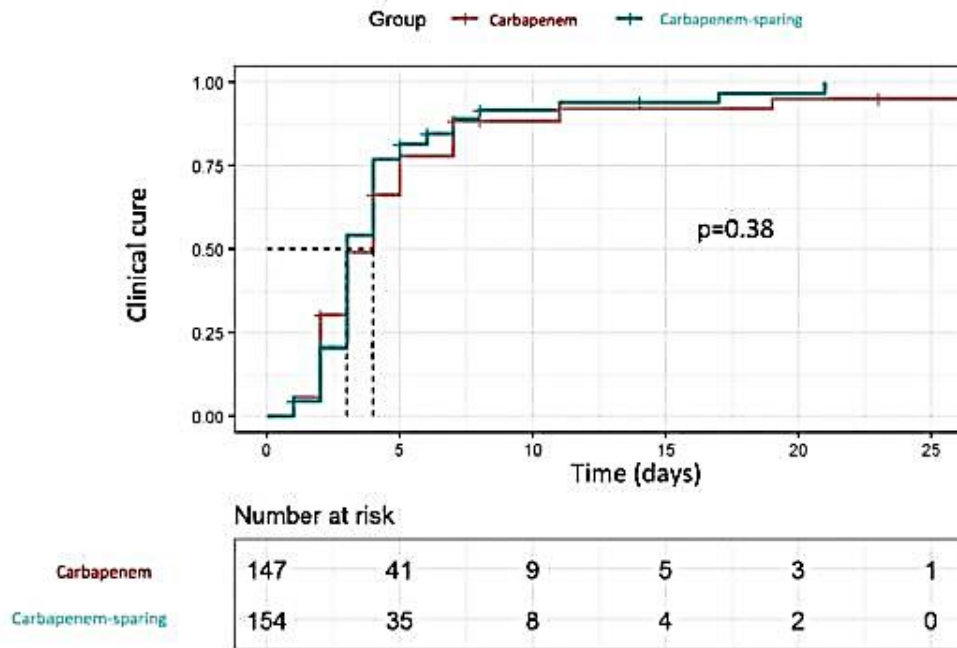 Group Carbapenem Carbapenem-sparing
1.00
0.75
0.50
0.25
0.00
Clinical cure
p=0.38
0 5 10 15 20 25
Time (days)
Number at risk
Carbapenem 147 41 9 5 3 1
Carbapenem-sparing 154 35 8 4 2 0